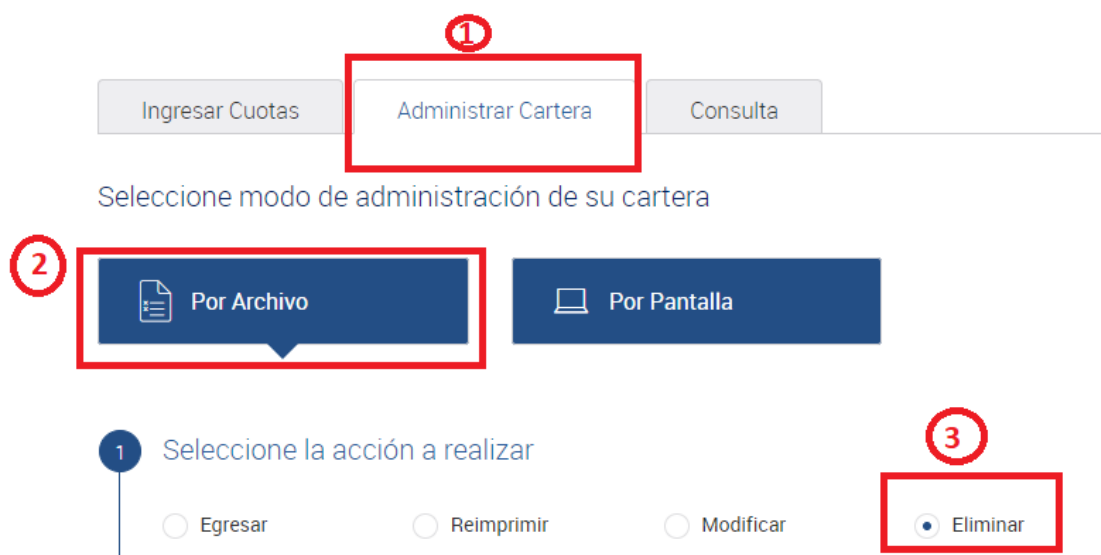 1
Ingresar Cuotas Administrar Cartera Consulta
Seleccione modo de administración de su cartera
2
Por Archivo Por Pantalla
1 Seleccione la acción a realizar
3
Egresar Reimprimir Modificar Eliminar